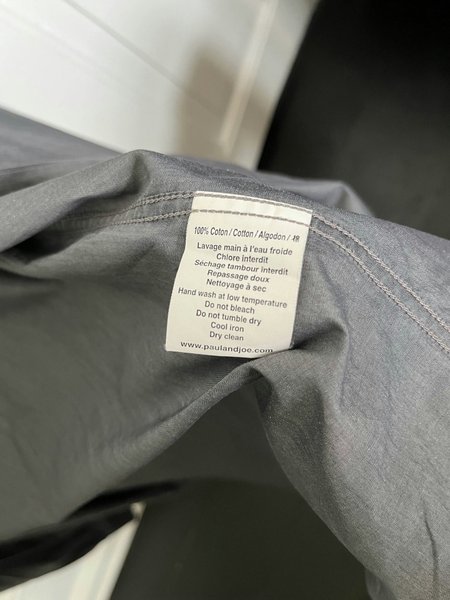 100% Coton / Cotton / Algodon / 棉
Lavage main à l'eau froide
Chlore interdit
Séchage tambour interdit
Repassage doux
Nettoyage à sec
Hand wash at low temperature
Do not bleach
Do not tumble dry
Cool iron
Dry clean
www.paulandjoe.com